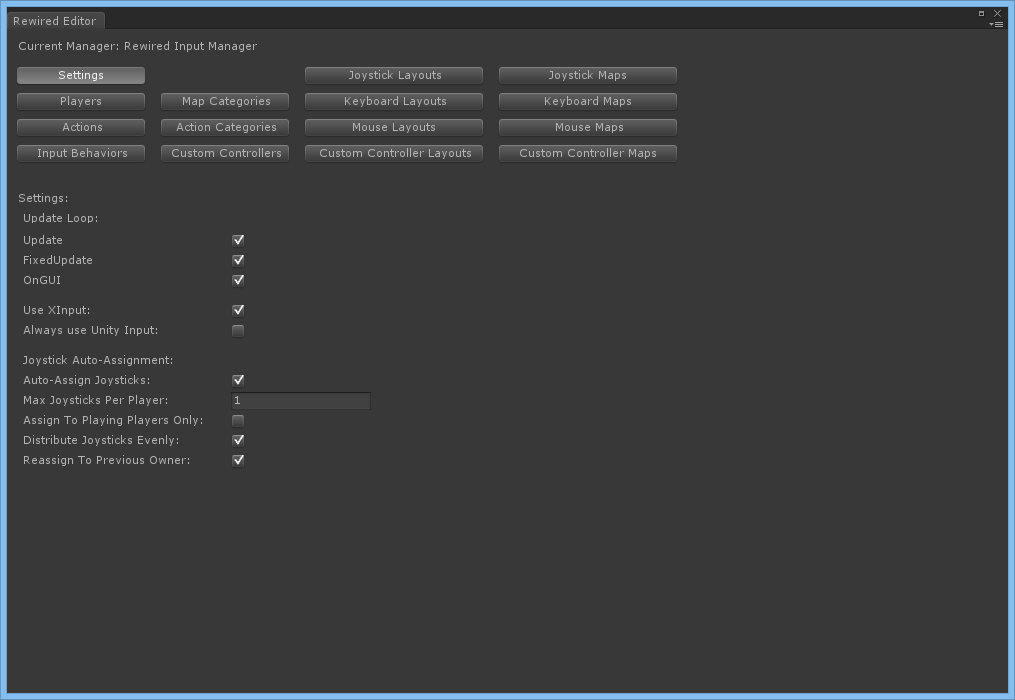 Rewired Editor
Current Manager: Rewired Input Manager
Settings Joystick Layouts Joystick Maps
Players Map Categories Keyboard Layouts Keyboard Maps
Actions Action Categories Mouse Layouts Mouse Maps
Input Behaviors Custom Controllers Custom Controller Layouts Custom Controller Maps
Settings:
Update Loop:
Update
FixedUpdate
OnGUI
Use XInput:
Always use Unity Input:
Joystick Auto-Assignment:
Auto-Assign Joysticks:
Max Joysticks Per Player: 1
Assign To Playing Players Only:
Distribute Joysticks Evenly:
Reassign To Previous Owner: